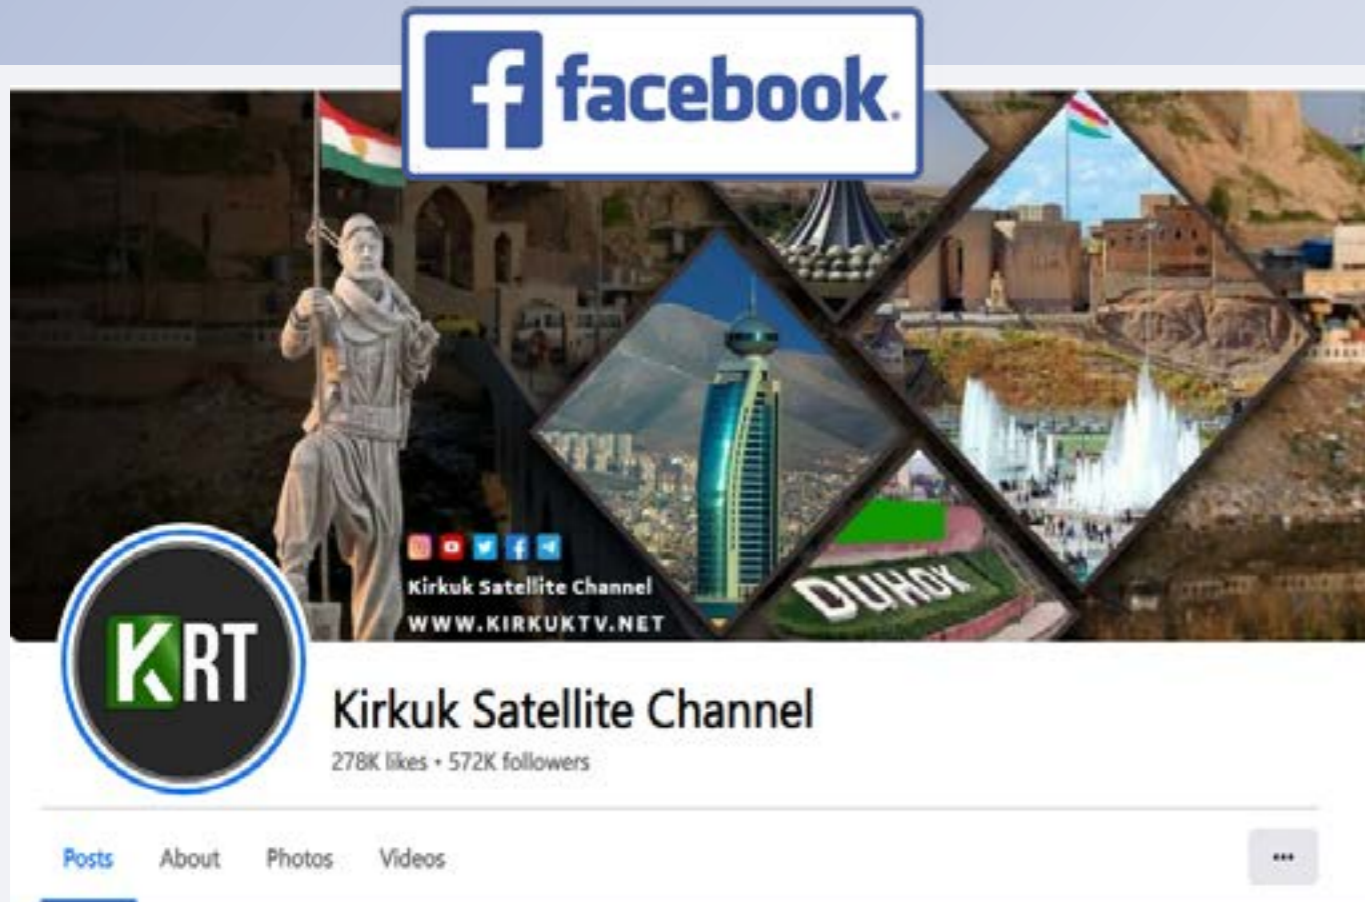 facebook.
DUHOK
Kirkuk Satellite Channel
WWW.KIRKUKTV.NET
KRT
Kirkuk Satellite Channel
278K likes • 572K followers
Posts About Photos Videos